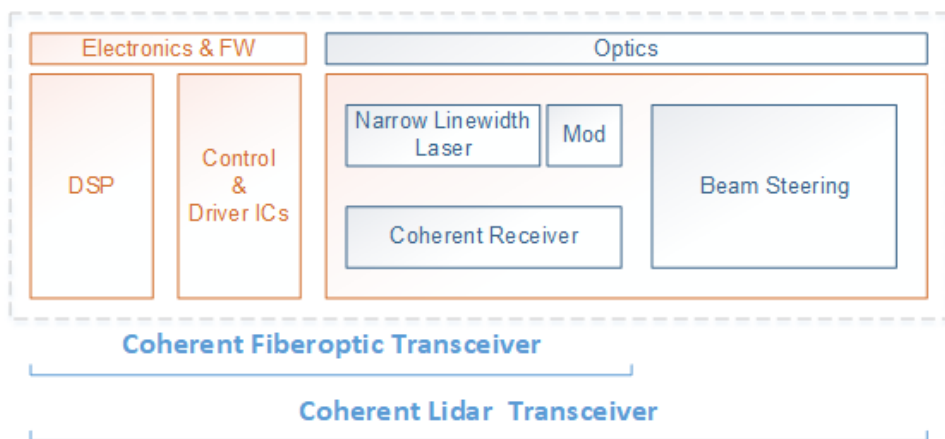 Electronics & FW
Optics
DSP
Control
&
Driver ICs
Narrow Linewidth
Laser
Mod
Coherent Receiver
Beam Steering
Coherent Fiberoptic Transceiver
Coherent Lidar Transceiver